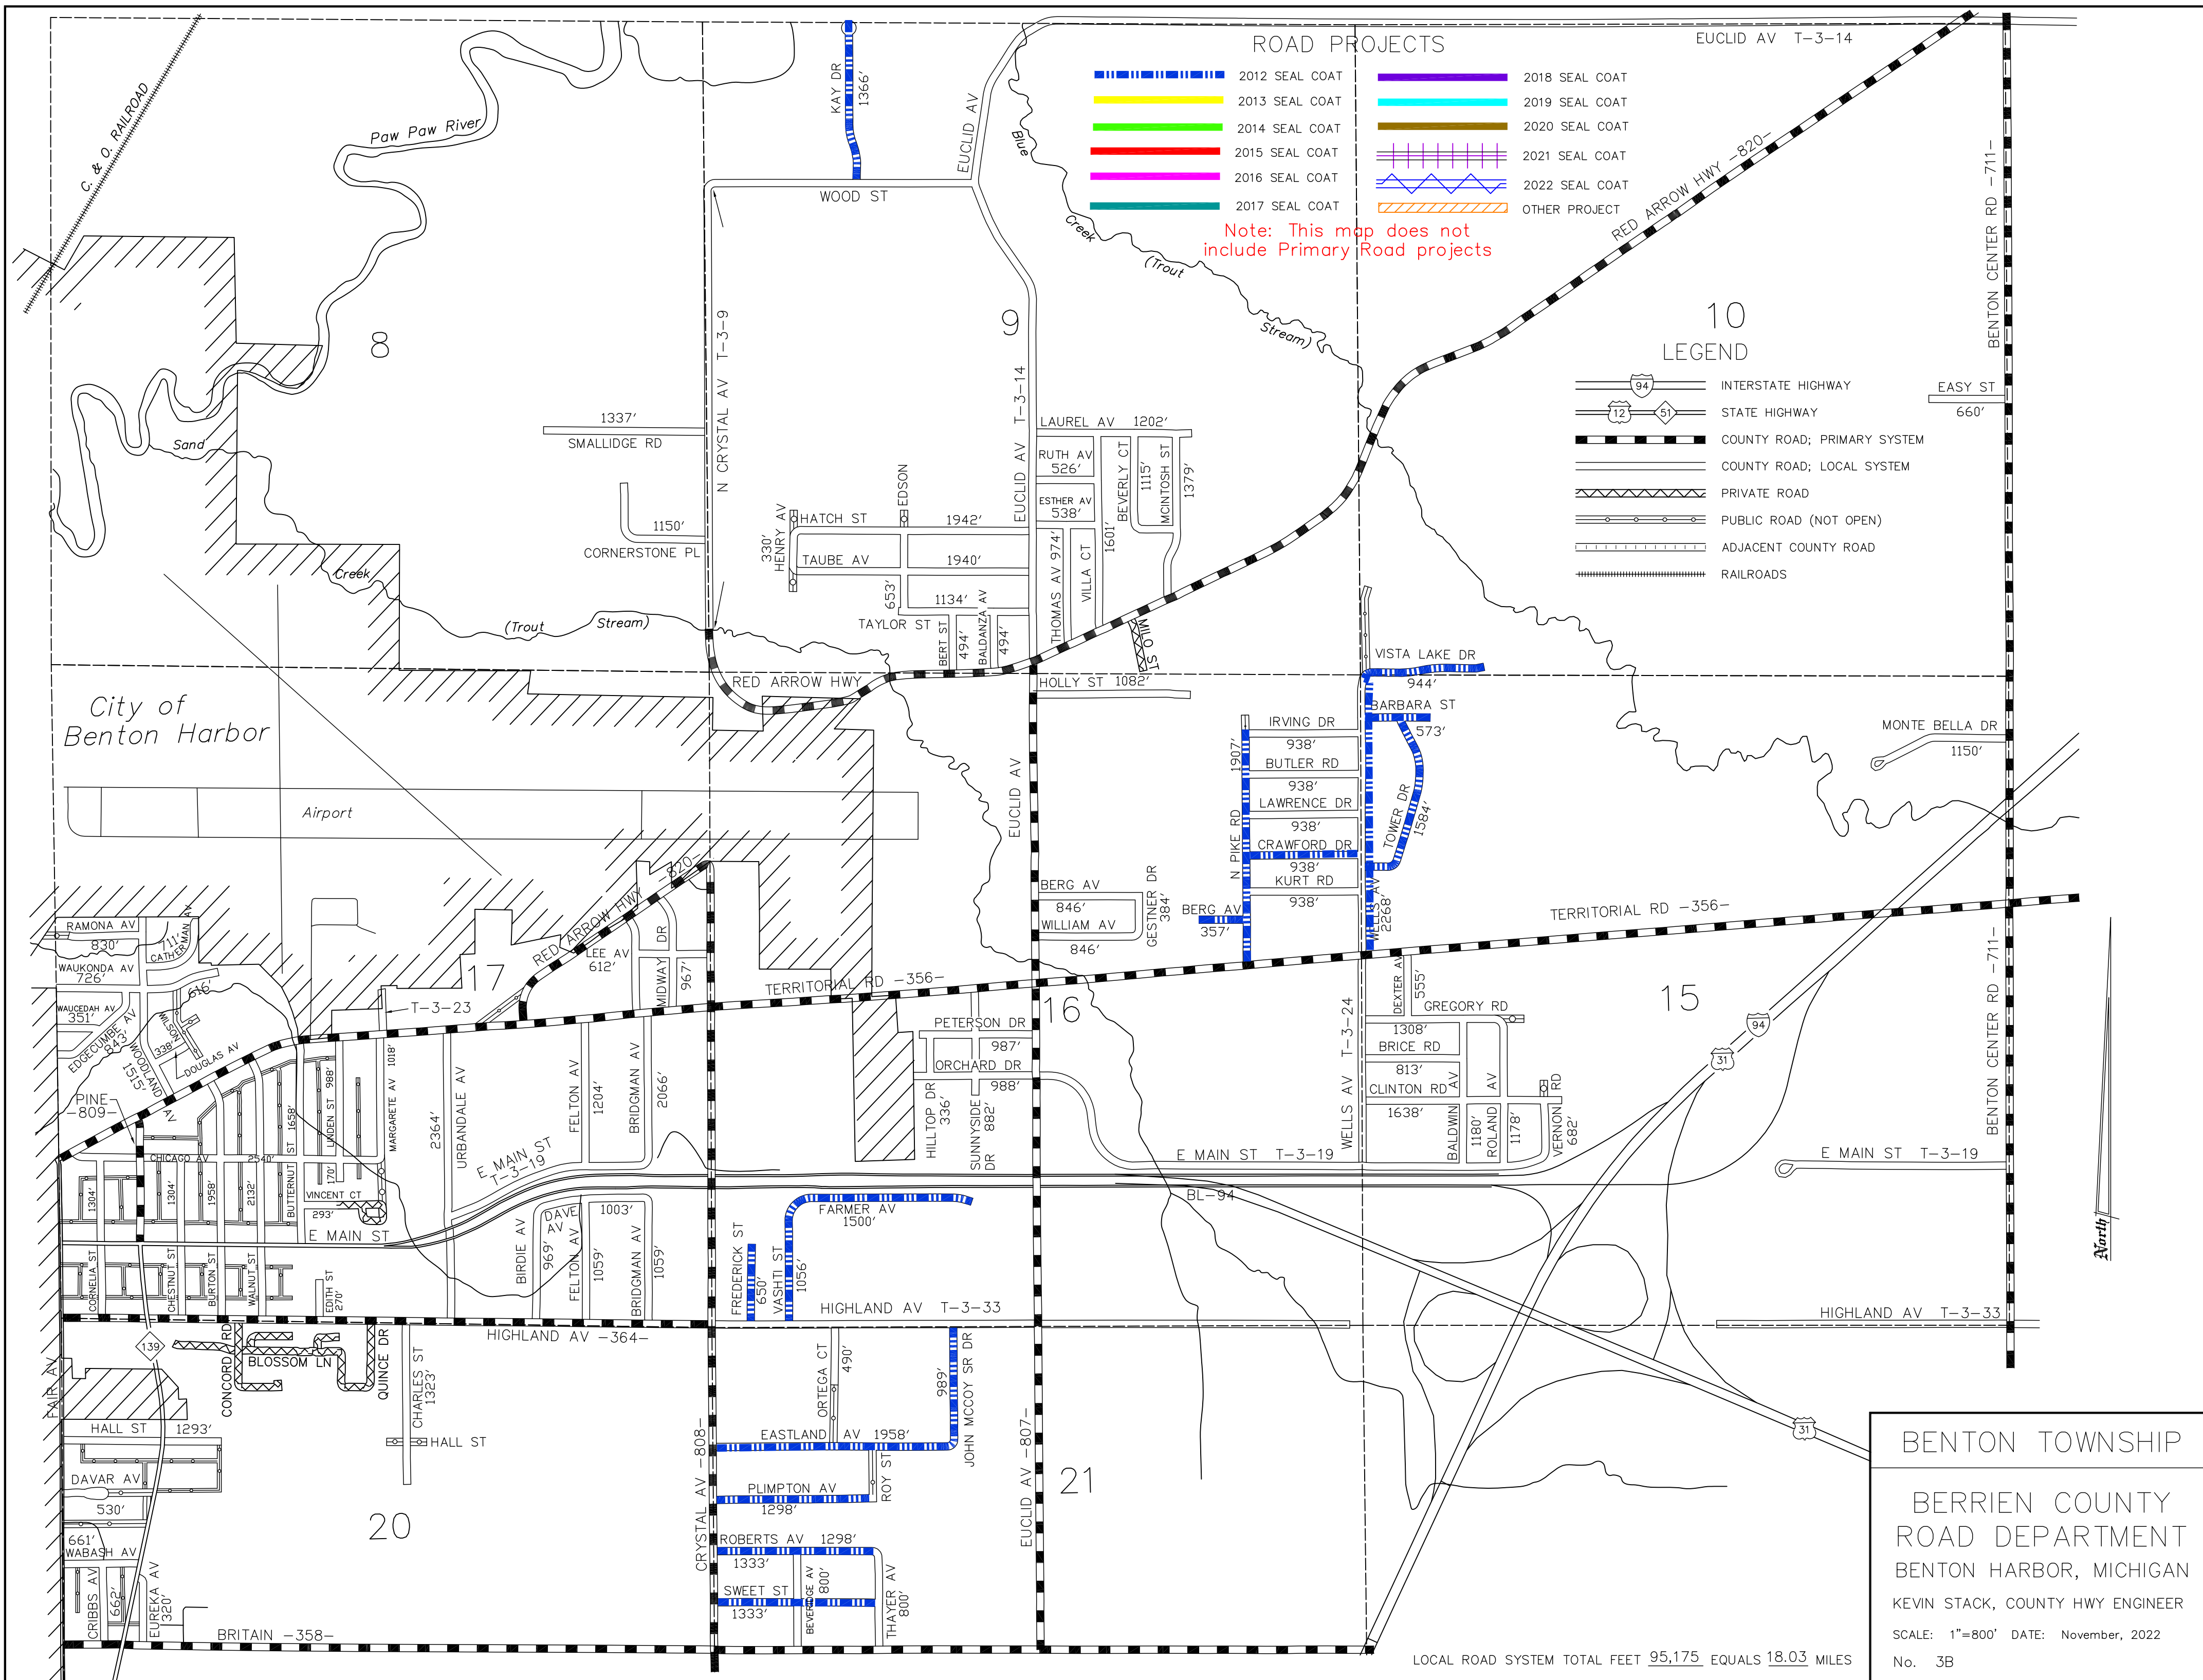 ROAD PROJECTS
2012 SEAL COAT
2013 SEAL COAT
2014 SEAL COAT
2015 SEAL COAT
2016 SEAL COAT
2017 SEAL COAT
2018 SEAL COAT
2019 SEAL COAT
2020 SEAL COAT
2021 SEAL COAT
2022 SEAL COAT
OTHER PROJECT
Note: This map does not
include Primary Road projects
EUCLID AV T-3-14
C. & O. RAILROAD
Paw Paw River
KAY DR
1366'
EUCLID AV
WOOD ST
Blue
Creek
(Trout
Stream)
RED ARROW HWY -820-
BENTON CENTER RD -711-
8
9
10
LEGEND
94
INTERSTATE HIGHWAY
12
51
STATE HIGHWAY
COUNTY ROAD; PRIMARY SYSTEM
COUNTY ROAD; LOCAL SYSTEM
PRIVATE ROAD
PUBLIC ROAD (NOT OPEN)
ADJACENT COUNTY ROAD
RAILROADS
EASY ST
660'
N CRYSTAL AV T-3-9
EUCLID AV T-3-14
1337'
SMALLIDGE RD
Sand
Creek
(Trout Stream)
1150'
CORNERSTONE PL
LAUREL AV 1202'
RUTH AV
526'
ESTHER AV
538'
BEVERLY CT
1115'
MCINTOSH ST
1379'
1601'
EDSON
HATCH ST
1942'
330'
HENRY AV
TAUBE AV
1940'
653'
1134'
TAYLOR ST
BERT ST
494'
BALDANZA AV
494'
THOMAS AV 974'
VILLA CT
MILO ST
RED ARROW HWY
HOLLY ST 1082'
VISTA LAKE DR
944'
BARBARA ST
573'
City of
Benton Harbor
Airport
EUCLID AV
1907'
N PIKE RD
IRVING DR
938'
BUTLER RD
938'
LAWRENCE DR
938'
CRAWFORD DR
938'
KURT RD
938'
TOWER DR
1584'
WELLS AV
2268'
MONTE BELLA DR
1150'
BERG AV
846'
WILLIAM AV
846'
GESTNER DR
384'
BERG AV
357'
TERRITORIAL RD -356-
RED ARROW HWY -820-
RAMONA AV
830'
711'
CATHERMAN AV
WAUKONDA AV
726'
616'
WAUCEDAH AV
351'
EDGECUMBE AV
843'
WILSON
338'
WOODLAND AV
1515'
DOUGLAS AV
17
T-3-23
LEE AV
612'
MIDWAY DR
967'
TERRITORIAL RD -356-
16
15
PETERSON DR
987'
ORCHARD DR
988'
HILLTOP DR
336'
SUNNYSIDE DR
882'
WELLS AV T-3-24
DEXTER AV
555'
GREGORY RD
1308'
BRICE RD
813'
CLINTON RD
1638'
BALDWIN AV
1180'
ROLAND AV
1178'
VERNON RD
682'
94
31
BENTON CENTER RD -711-
PINE
-809-
CHICAGO AV
2540'
1304'
1304'
1958'
2132'
BUTTERNUT ST 1658'
LINDEN ST 988'
170'
MARGARETE AV 1018'
VINCENT CT
293'
2364'
URBANDALE AV
FELTON AV
1204'
BRIDGMAN AV
2066'
E MAIN ST
T-3-19
E MAIN ST T-3-19
E MAIN ST T-3-19
BL-94
E MAIN ST
CORNELIA ST
CHESTNUT ST
BURTON ST
WALNUT ST
EDITH ST
270'
BIRDIE AV
969'
DAVE AV
1003'
FELTON AV
1059'
BRIDGMAN AV
1059'
FREDERICK ST
650'
VASHTI ST
1056'
FARMER AV
1500'
HIGHLAND AV T-3-33
HIGHLAND AV T-3-33
HIGHLAND AV -364-
North
FAIR AV
139
CONCORD RD
BLOSSOM LN
QUINCE DR
CHARLES ST
1323'
HALL ST 1293'
HALL ST
DAVAR AV
530'
661'
WABASH AV
CRIBBS AV
662'
EUREKA AV
1320'
BRITAIN -358-
20
21
CRYSTAL AV -808-
EUCLID AV -807-
ORTEGA CT
490'
989'
JOHN MCCOY SR DR
EASTLAND AV 1958'
PLIMPTON AV
1298'
ROY ST
ROBERTS AV 1298'
1333'
SWEET ST
1333'
BEVERIDGE AV
800'
THAYER AV
800'
31
LOCAL ROAD SYSTEM TOTAL FEET 95,175 EQUALS 18.03 MILES
BENTON TOWNSHIP
BERRIEN COUNTY
ROAD DEPARTMENT
BENTON HARBOR, MICHIGAN
KEVIN STACK, COUNTY HWY ENGINEER
SCALE: 1"=800' DATE: November, 2022
No. 3B